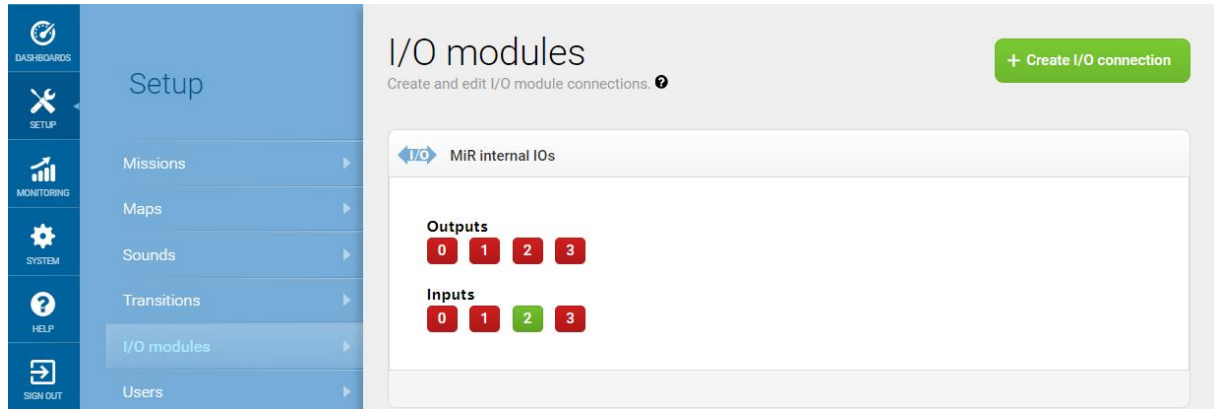 DASHBOARDS
SETUP
MONITORING
SYSTEM
HELP
SIGN OUT
Setup
Missions
Maps
Sounds
Transitions
I/O modules
Users
I/O modules
Create and edit I/O module connections. ?
+ Create I/O connection
I/O MiR internal IOs
Outputs
0 1 2 3
Inputs
0 1 2 3